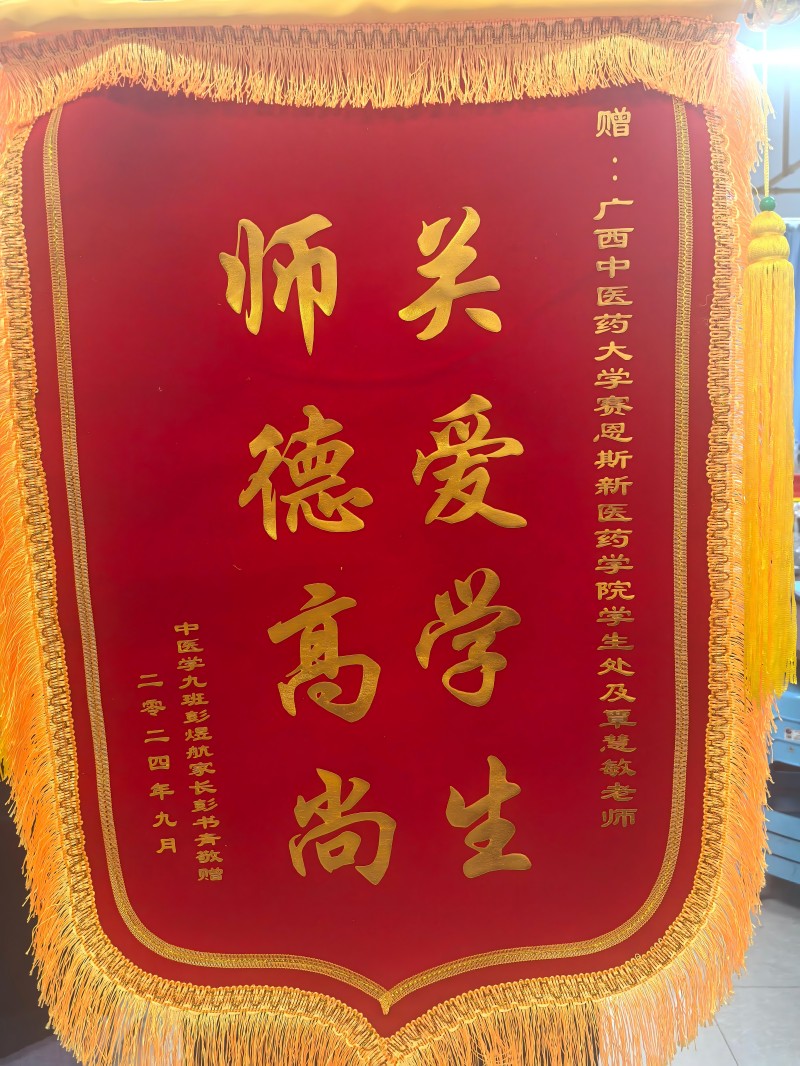 赠：广西中医药大学赛恩斯新医药学院学生处及覃慧敏老师
关爱学生
师德高尚
中医学九班彭煜航家长彭书青敬赠
二零二四年九月